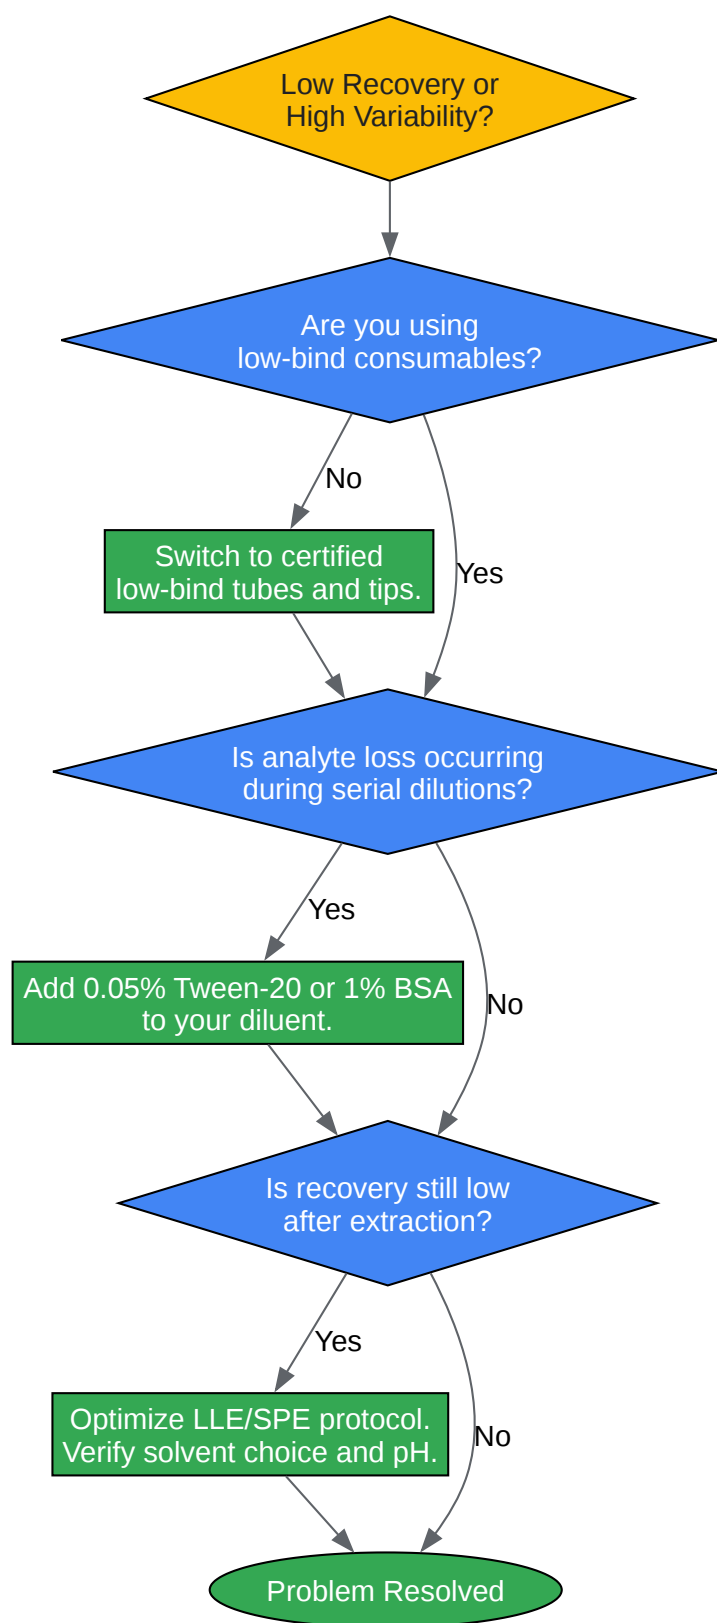 Low Recovery or
High Variability?
Are you using
low-bind consumables?
No
Switch to certified
low-bind tubes and tips.
Yes
Is analyte loss occurring
during serial dilutions?
Yes
Add 0.05% Tween-20 or 1% BSA
to your diluent.
No
Is recovery still low
after extraction?
Yes
Optimize LLE/SPE protocol.
Verify solvent choice and pH.
No
Problem Resolved